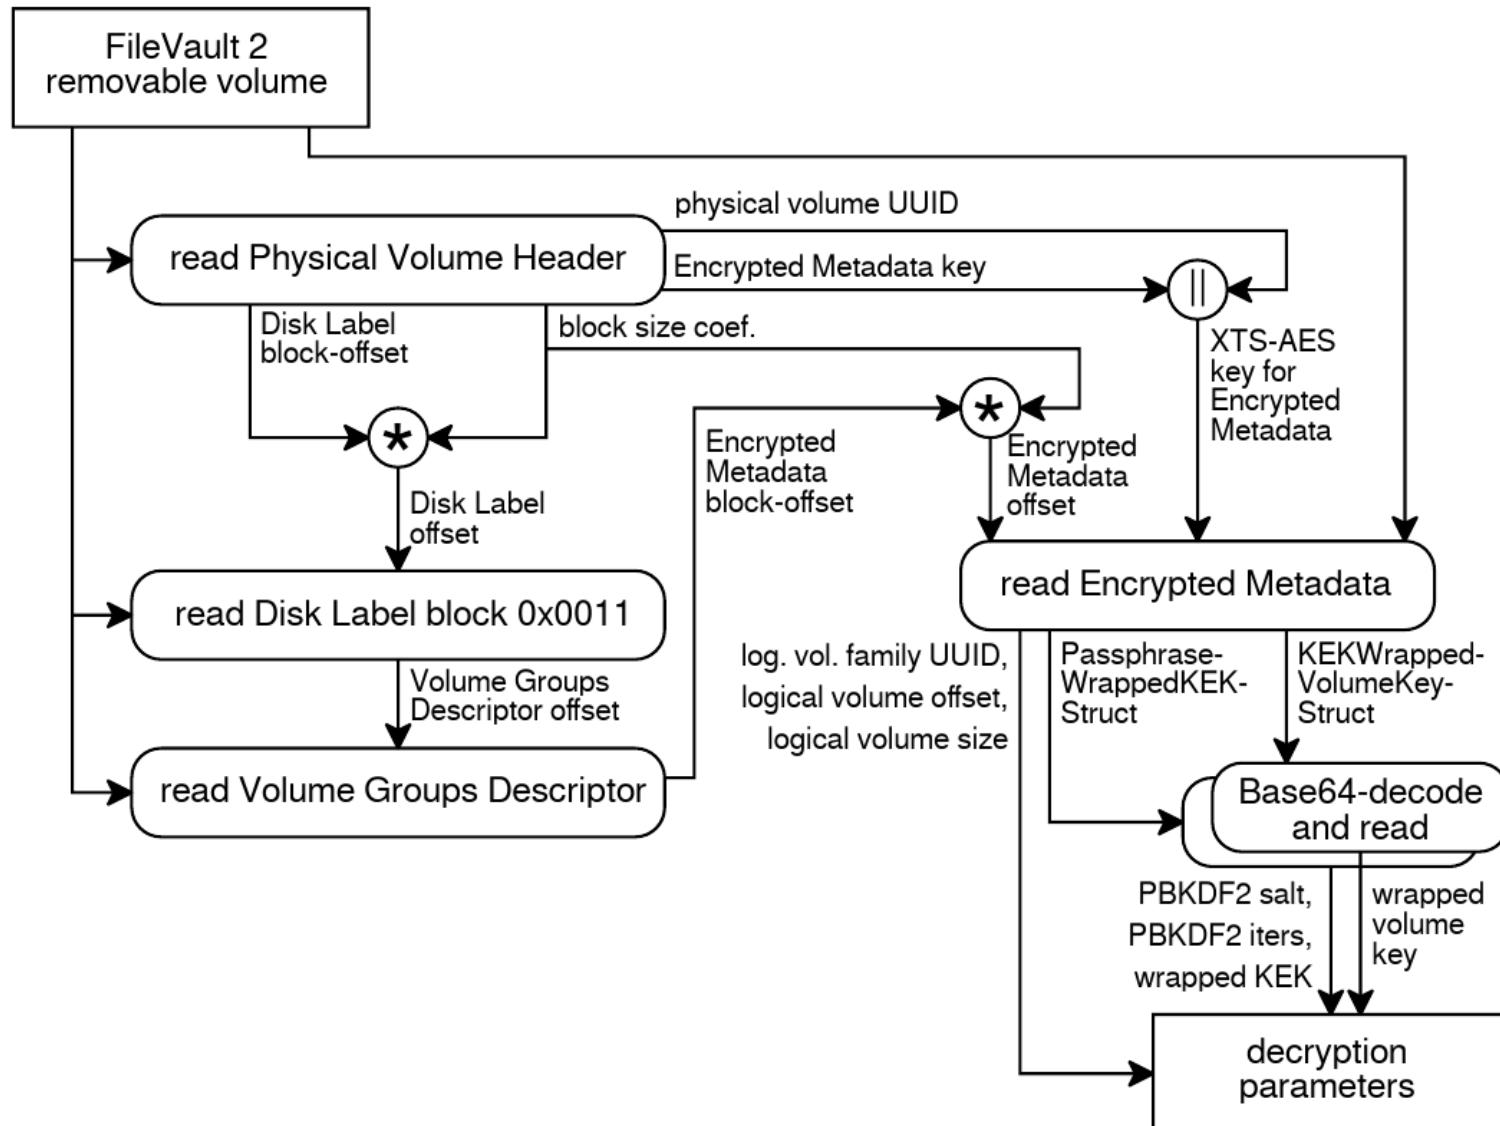 FileVault 2
removable volume
physical volume UUID
read Physical Volume Header
Encrypted Metadata key
||
Disk Label
block-offset
block size coef.
XTS-AES
key for
Encrypted
Metadata
*
*
Encrypted
Metadata
block-offset
Encrypted
Metadata
offset
Disk Label
offset
read Encrypted Metadata
read Disk Label block 0x0011
log. vol. family UUID,
logical volume offset,
logical volume size
Passphrase-
WrappedKEK-
Struct
KEKWrapped-
VolumeKey-
Struct
Volume Groups
Descriptor offset
read Volume Groups Descriptor
Base64-decode
and read
PBKDF2 salt,
PBKDF2 iters,
wrapped KEK
wrapped
volume
key
decryption
parameters